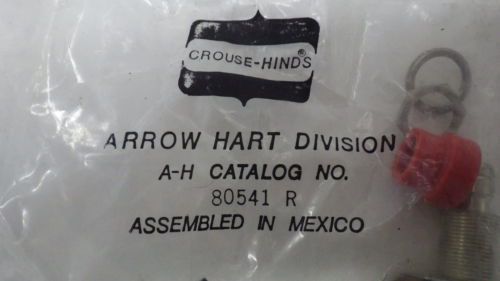 CROUSE-HINDS®
ARROW HART DIVISION
A-H CATALOG NO.
80541 R
ASSEMBLED IN MEXICO